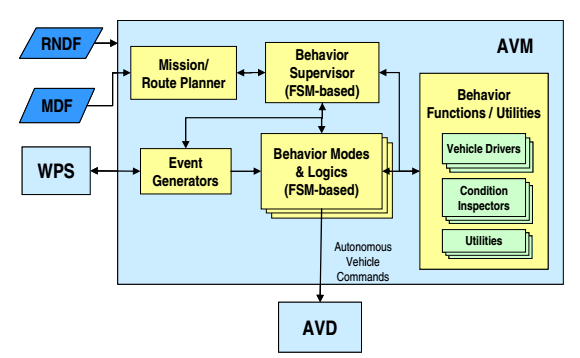 RNDF
AVM
Mission/
Route Planner
Behavior
Supervisor
(FSM-based)
MDF
Behavior
Functions / Utilities
WPS
Event
Generators
Behavior Modes
& Logics
(FSM-based)
Vehicle Drivers
Condition
Inspectors
Utilities
Autonomous
Vehicle
Commands
AVD